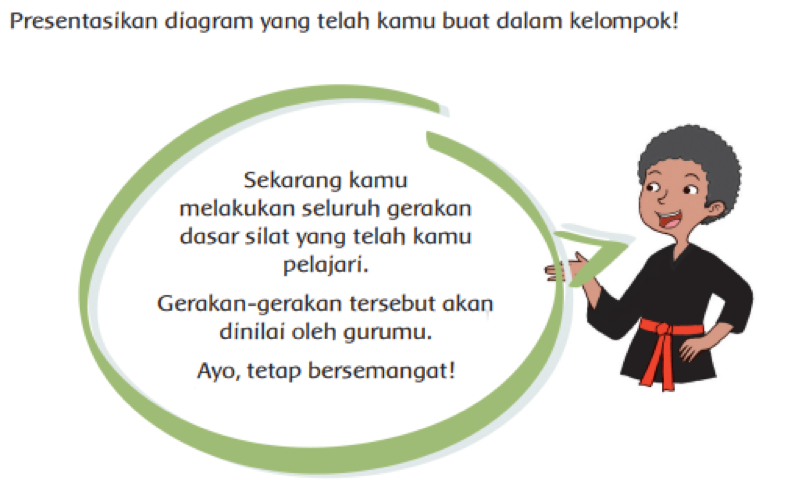 Presentasikan diagram yang telah kamu buat dalam kelompok!
Sekarang kamu
melakukan seluruh gerakan
dasar silat yang telah kamu
pelajari.
Gerakan-gerakan tersebut akan
dinilai oleh gurumu.
Ayo, tetap bersemangat!